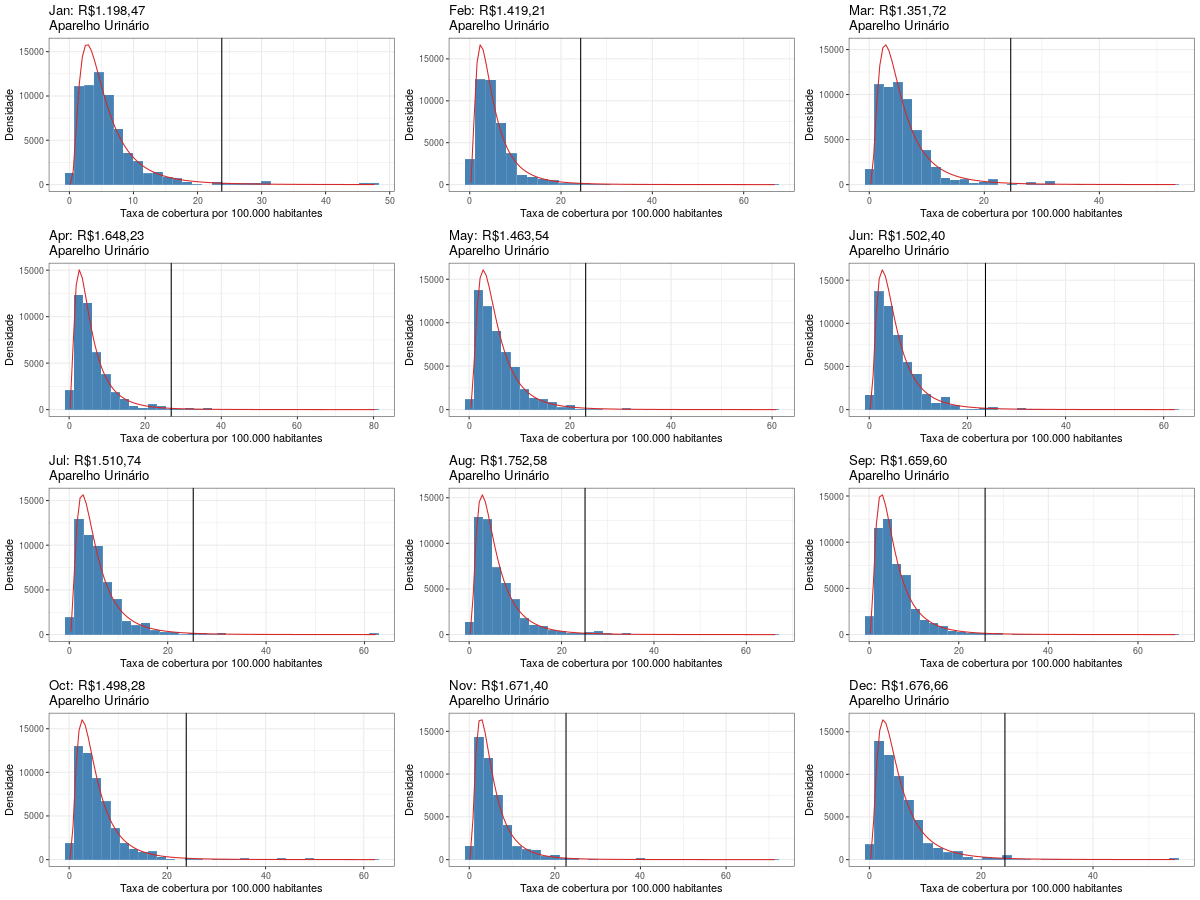 Jan: R$1.198,47
Aparelho Urinário
Densidade
15000
10000
5000
0
0
10
20
30
40
50
Taxa de cobertura por 100.000 habitantes
Feb: R$1.419,21
Aparelho Urinário
Densidade
15000
10000
5000
0
0
20
40
60
Taxa de cobertura por 100.000 habitantes
Mar: R$1.351,72
Aparelho Urinário
Densidade
15000
10000
5000
0
0
20
40
Taxa de cobertura por 100.000 habitantes
Apr: R$1.648,23
Aparelho Urinário
Densidade
15000
10000
5000
0
0
20
40
60
80
Taxa de cobertura por 100.000 habitantes
May: R$1.463,54
Aparelho Urinário
Densidade
15000
10000
5000
0
0
20
40
60
Taxa de cobertura por 100.000 habitantes
Jun: R$1.502,40
Aparelho Urinário
Densidade
15000
10000
5000
0
0
20
40
60
Taxa de cobertura por 100.000 habitantes
Jul: R$1.510,74
Aparelho Urinário
Densidade
15000
10000
5000
0
0
20
40
60
Taxa de cobertura por 100.000 habitantes
Aug: R$1.752,58
Aparelho Urinário
Densidade
15000
10000
5000
0
0
20
40
60
Taxa de cobertura por 100.000 habitantes
Sep: R$1.659,60
Aparelho Urinário
Densidade
15000
10000
5000
0
0
20
40
60
Taxa de cobertura por 100.000 habitantes
Oct: R$1.498,28
Aparelho Urinário
Densidade
15000
10000
5000
0
0
20
40
60
Taxa de cobertura por 100.000 habitantes
Nov: R$1.671,40
Aparelho Urinário
Densidade
15000
10000
5000
0
0
20
40
60
Taxa de cobertura por 100.000 habitantes
Dec: R$1.676,66
Aparelho Urinário
Densidade
15000
10000
5000
0
0
20
40
Taxa de cobertura por 100.000 habitantes